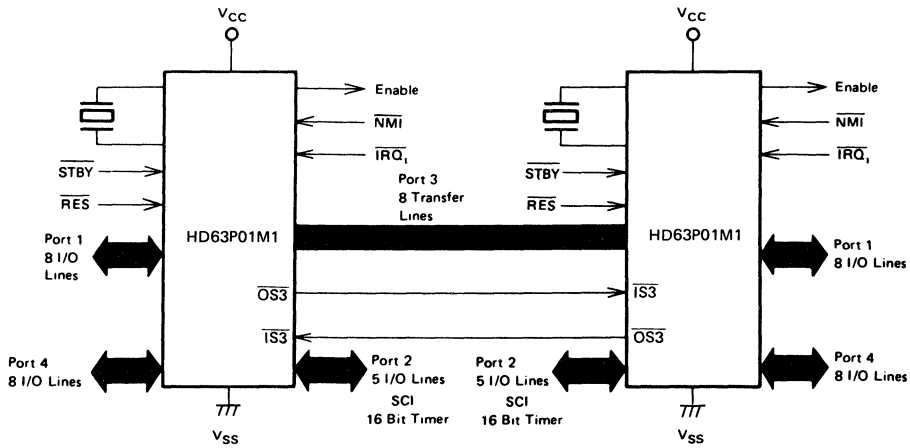 VCC
VCC
Enable
NMI
IRQ1
STBY
RES
Port 3
8 Transfer
Lines
Enable
NMI
IRQ1
STBY
RES
HD63P01M1
HD63P01M1
Port 1
8 I/O
Lines
Port 1
8 I/O Lines
OS3
IS3
IS3
OS3
Port 4
8 I/O Lines
Port 2
5 I/O Lines
SCI
16 Bit Timer
Port 2
5 I/O Lines
SCI
16 Bit Timer
Port 4
8 I/O Lines
VSS
VSS